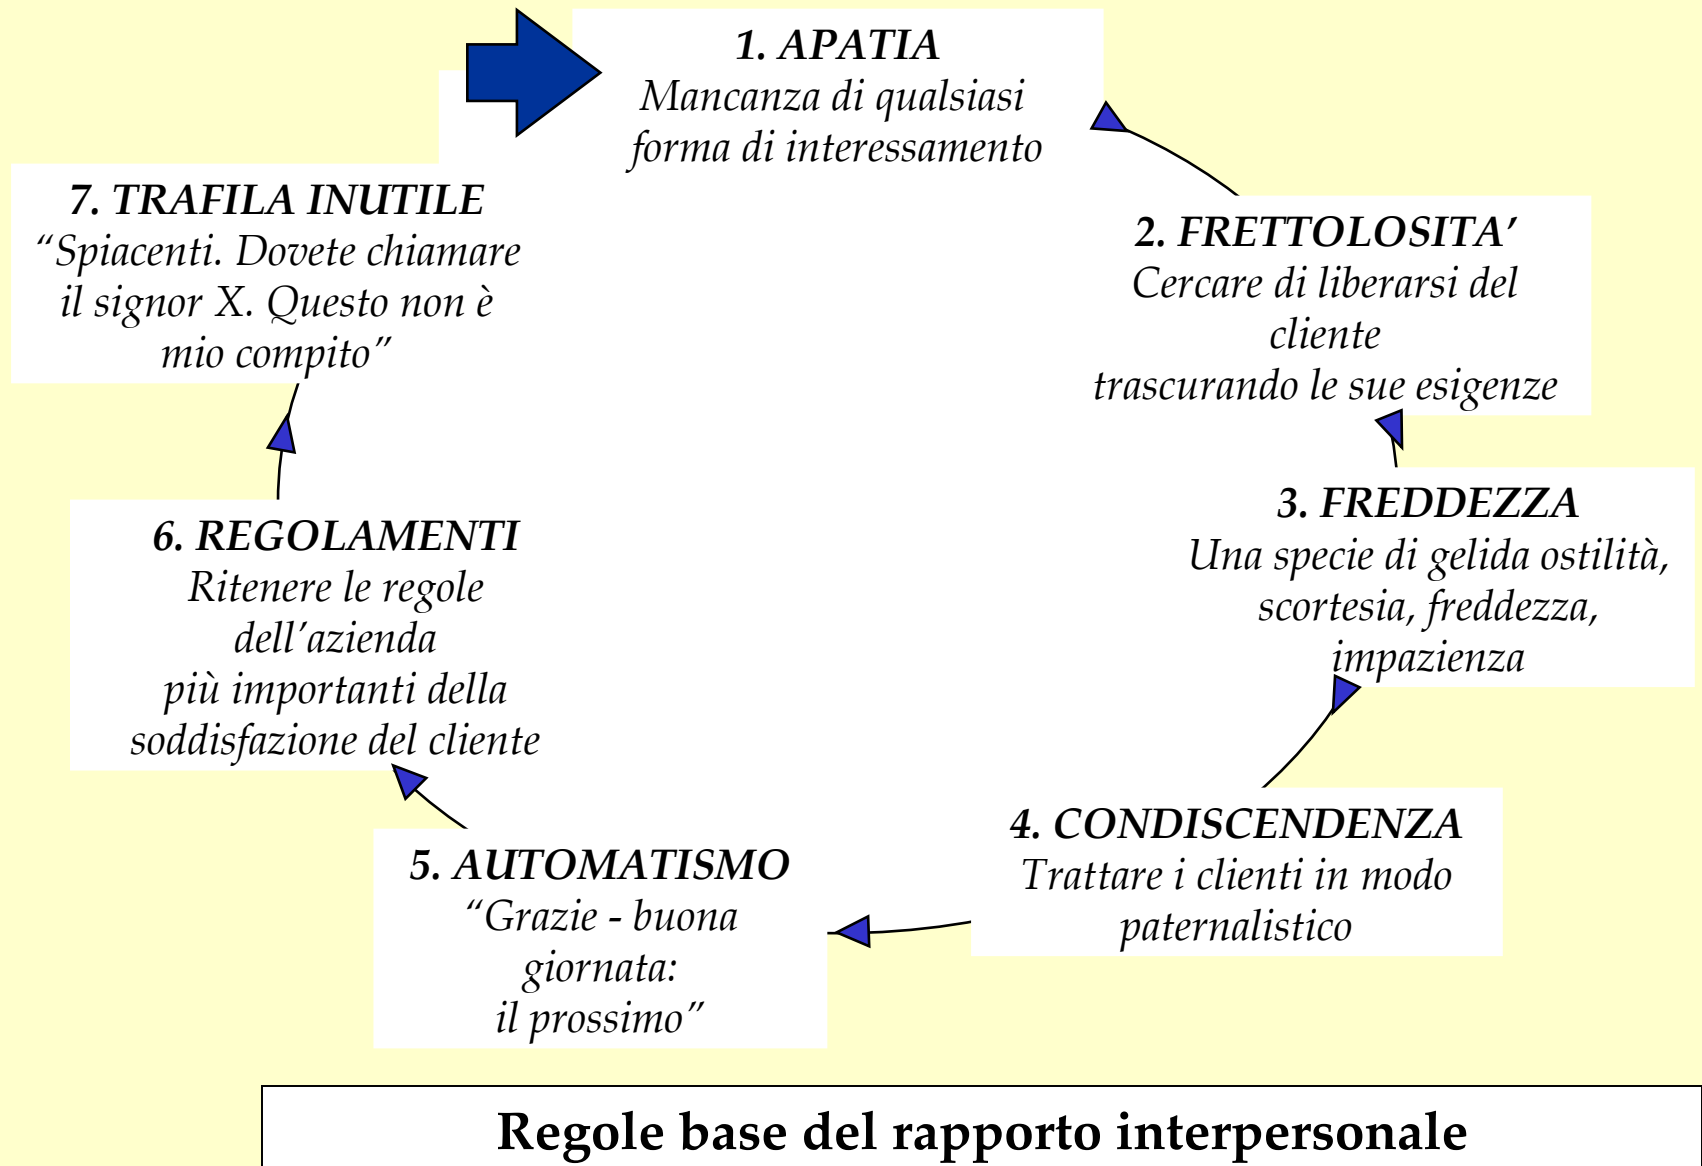 1. APATIA
Mancanza di qualsiasi
forma di interessamento
2. FRETTOLOSITA’
Cercare di liberarsi del
cliente
trascurando le sue esigenze
3. FREDDEZZA
Una specie di gelida ostilità,
scortesia, freddezza,
impazienza
4. CONDISCENDENZA
Trattare i clienti in modo
paternalistico
5. AUTOMATISMO
“Grazie - buona
giornata:
il prossimo”
6. REGOLAMENTI
Ritenere le regole
dell’azienda
più importanti della
soddisfazione del cliente
7. TRAFILA INUTILE
“Spiacenti. Dovete chiamare
il signor X. Questo non è
mio compito”
Regole base del rapporto interpersonale